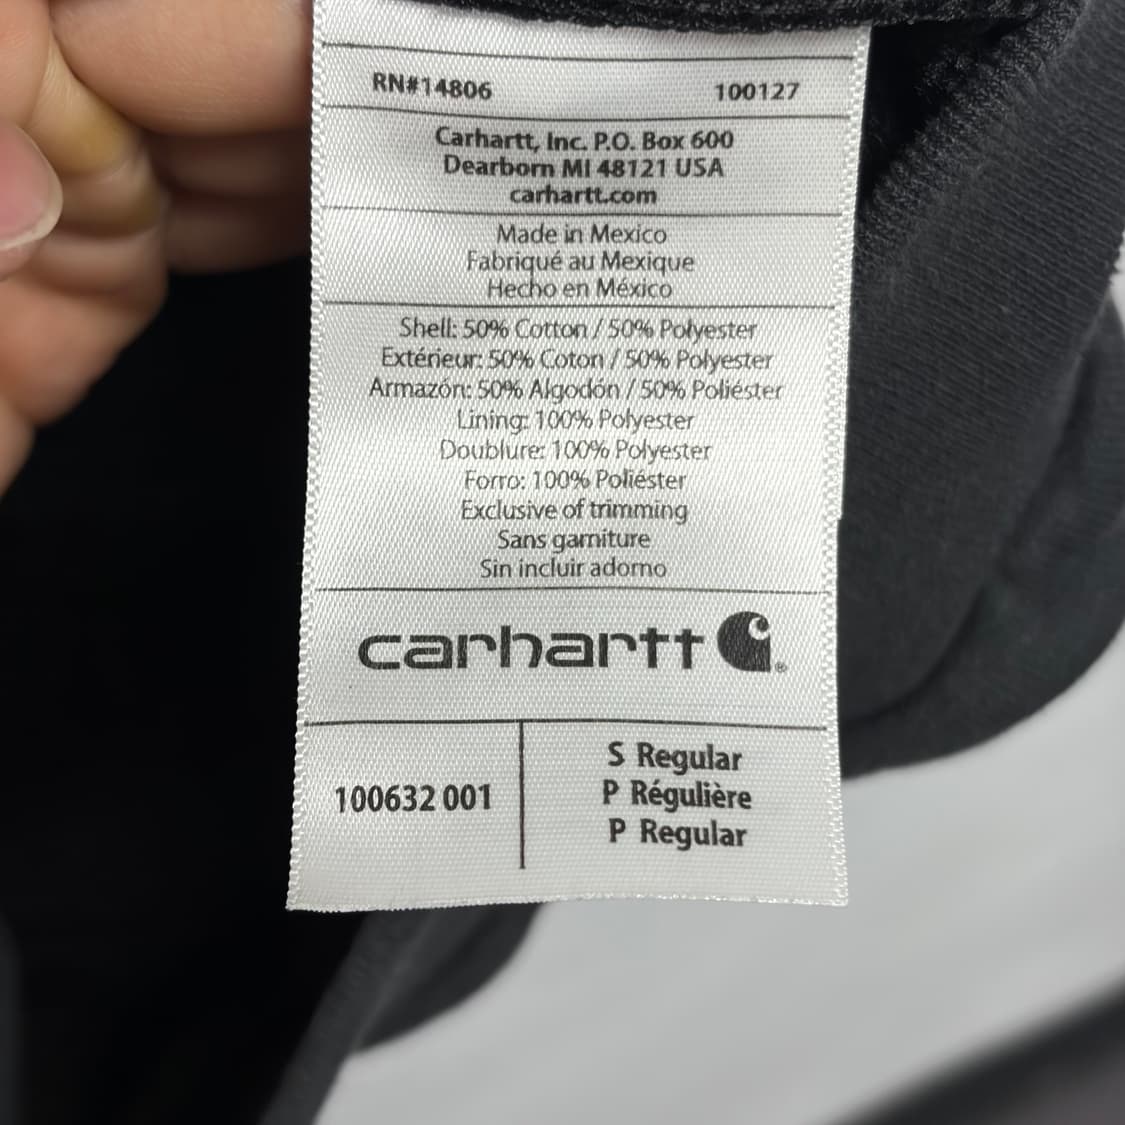 RN#14806 100127
Carhartt, Inc. P.O. Box 600
Dearborn MI 48121 USA
carhartt.com
Made in Mexico
Fabriqué au Mexique
Hecho en México
Shell: 50% Cotton / 50% Polyester
Extérieur: 50% Coton / 50% Polyester
Armazón: 50% Algodón / 50% Poliéster
Lining: 100% Polyester
Doublure: 100% Polyester
Forro: 100% Poliéster
Exclusive of trimming
Sans garniture
Sin incluir adorno
carhartt®
100632 001
S Regular
P Régulière
P Regular